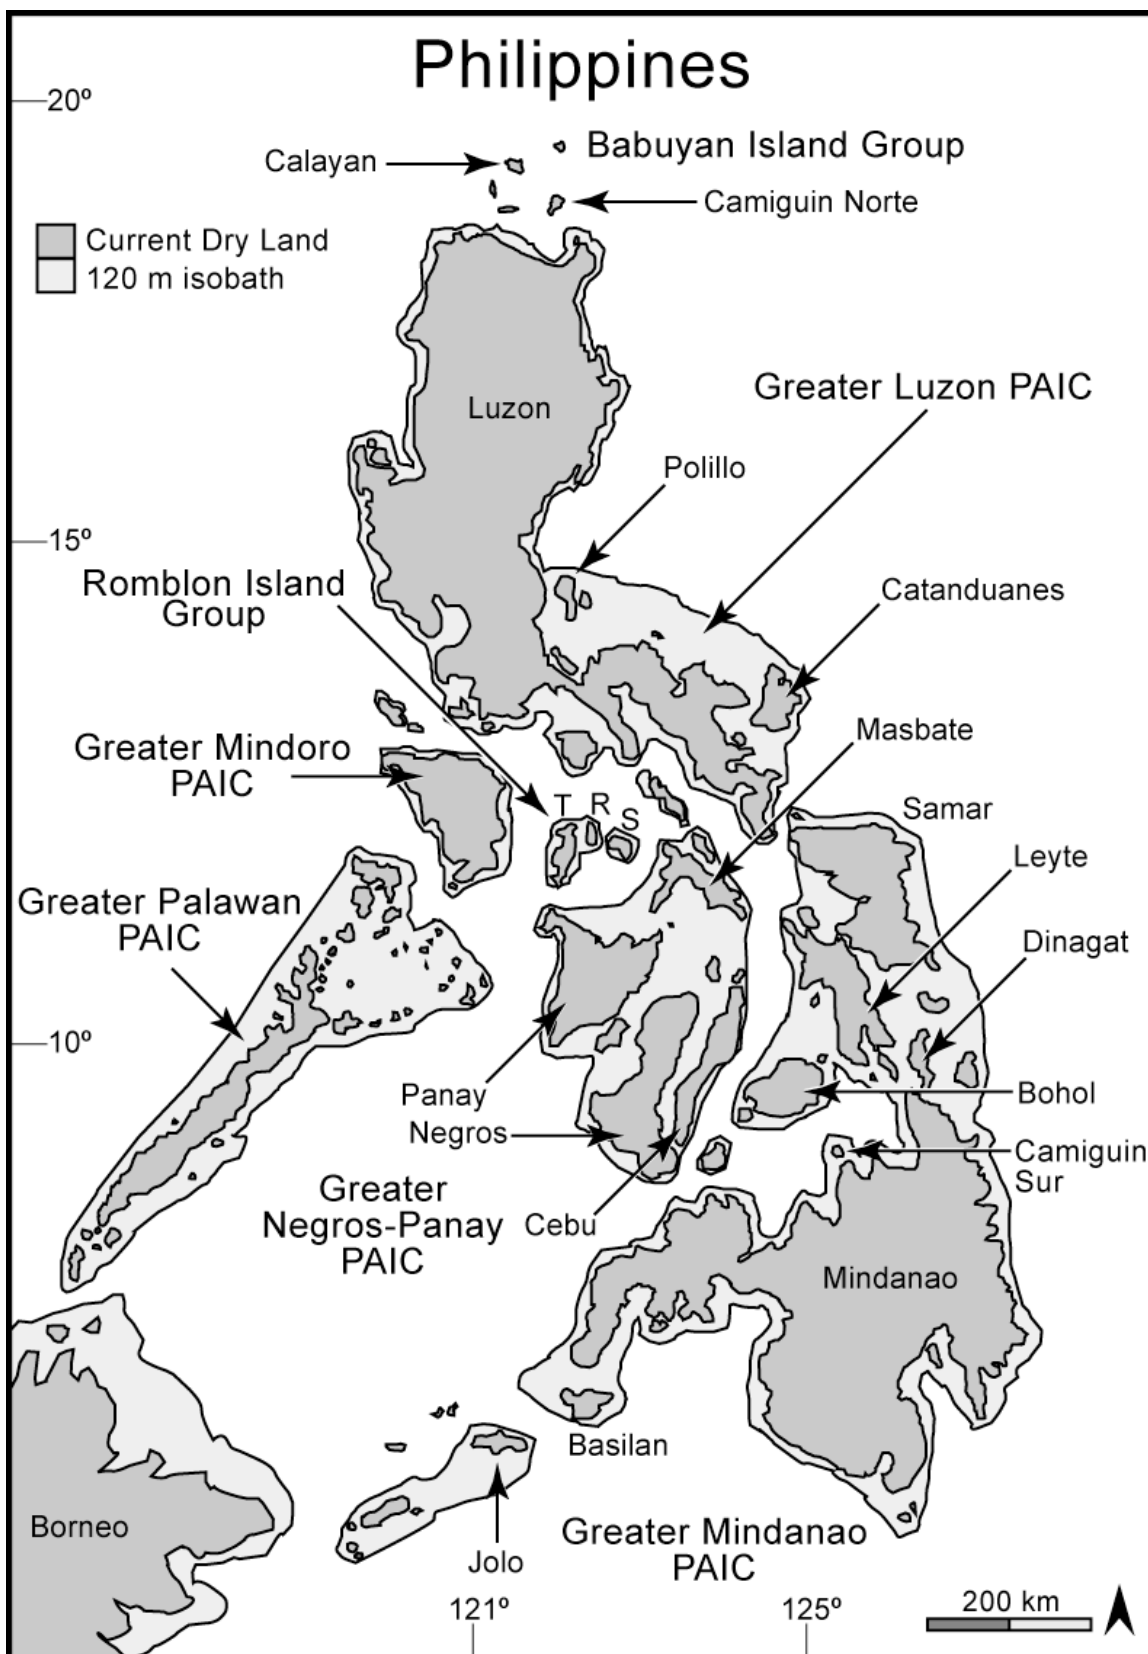 Philippines
20º
Babuyan Island Group
Calayan
Camiguin Norte
Current Dry Land
120 m isobath
Greater Luzon PAIC
Luzon
Polillo
15º
Romblon Island
Group
Catanduanes
Masbate
Greater Mindoro
PAIC
T
R
S
Samar
Leyte
Greater Palawan
PAIC
Dinagat
10º
Panay
Bohol
Negros
Camiguin
Sur
Greater
Negros-Panay
PAIC
Cebu
Mindanao
Basilan
Borneo
Greater Mindanao
PAIC
Jolo
121º
125º
200 km